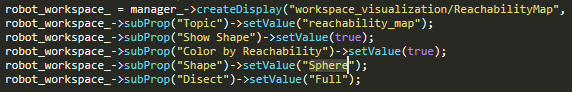 robot_workspace_ = manager_->createDisplay("workspace_visualization/ReachabilityMap",
robot_workspace_->subProp("Topic")->setValue("reachability_map");
robot_workspace_->subProp("Show Shape")->setValue(true);
robot_workspace_->subProp("Color by Reachability")->setValue(true);
robot_workspace_->subProp("Shape")->setValue("Sphere");
robot_workspace_->subProp("Disect")->setValue("Full");